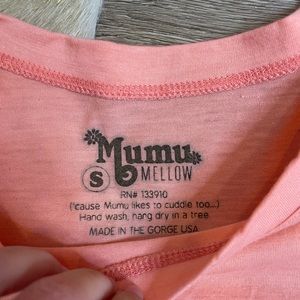 Mumu
S MELLOW
RN# 133910
('cause Mumu likes to cuddle too...)
Hand wash, hang dry in a tree
MADE IN THE GORGE USA